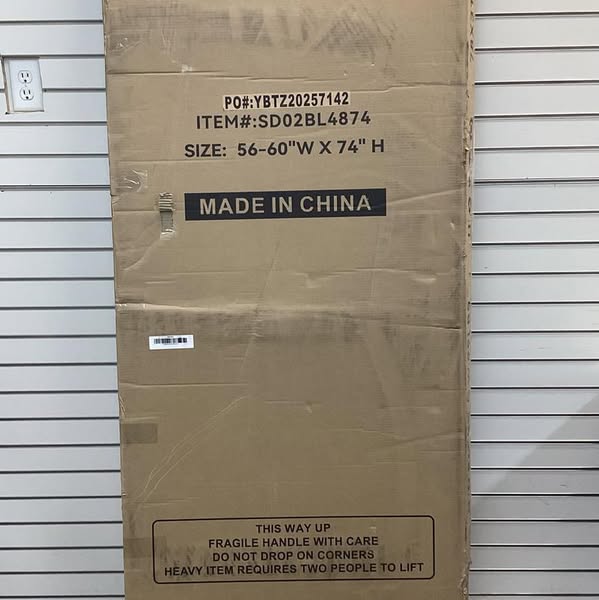 PO#:YBTZ20257142
ITEM#:SD02BL4874
SIZE: 56-60"W X 74" H
MADE IN CHINA
THIS WAY UP
FRAGILE HANDLE WITH CARE
DO NOT DROP ON CORNERS
HEAVY ITEM REQUIRES TWO PEOPLE TO LIFT